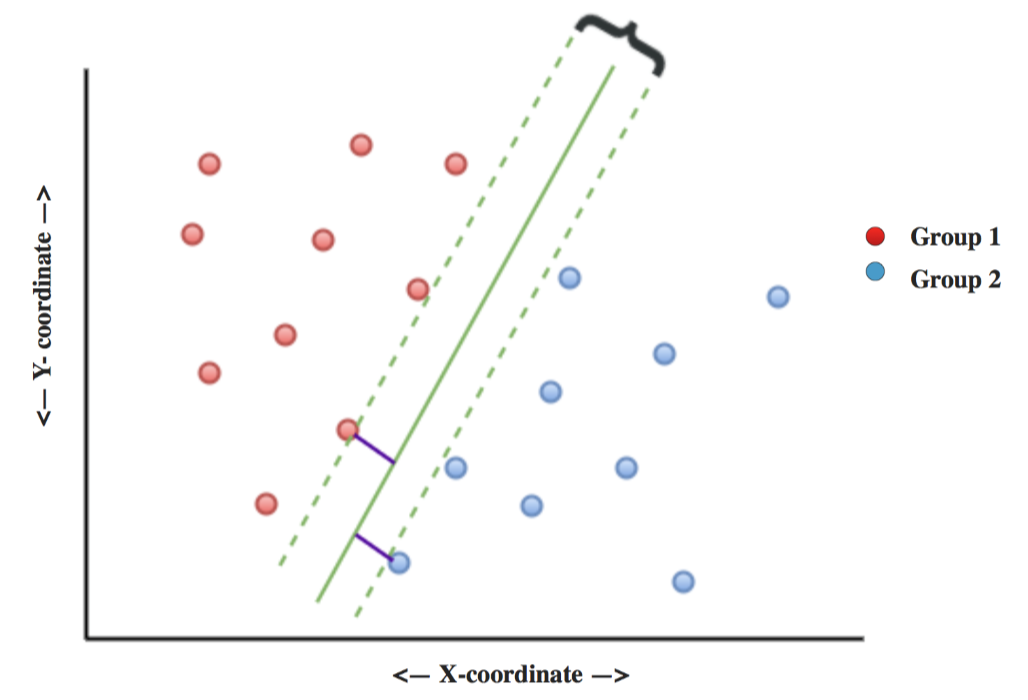 <— Y- coordinate —>
Group 1
Group 2
<— X-coordinate —>